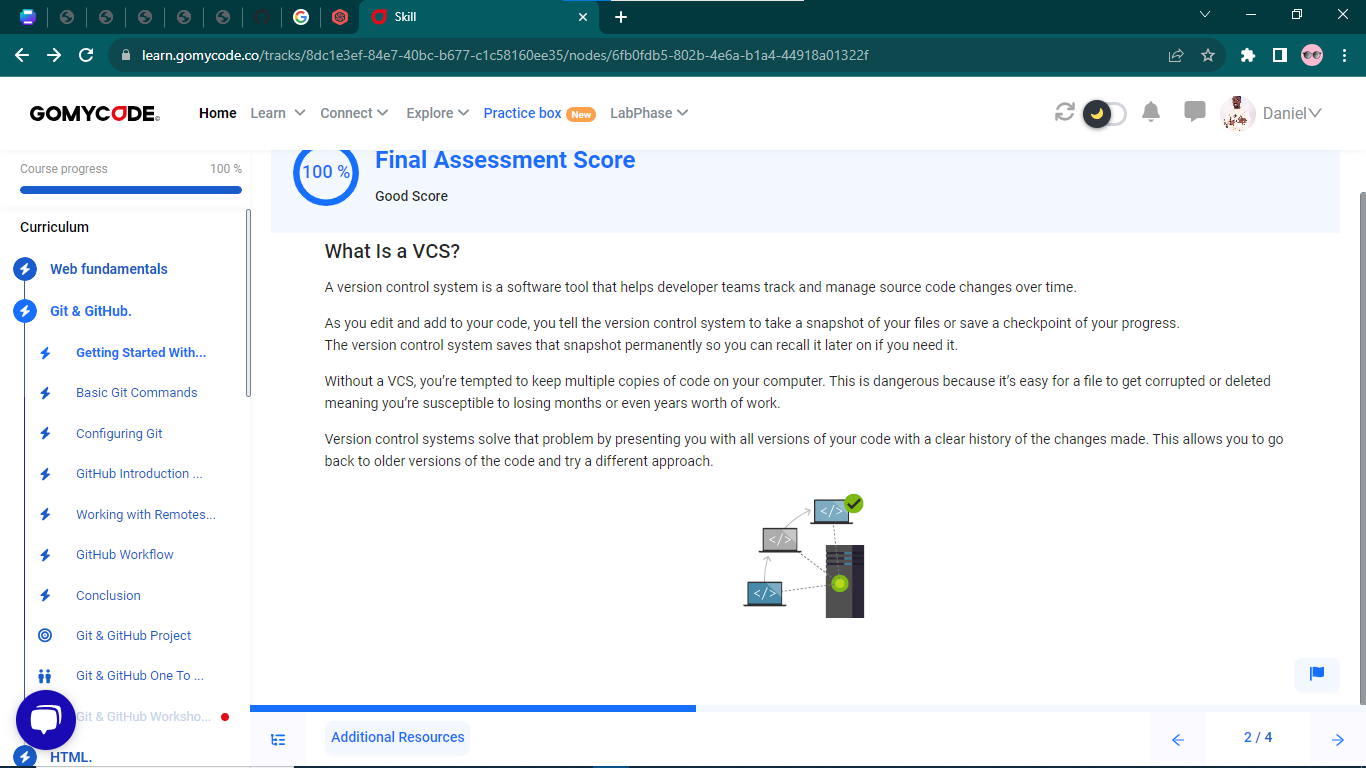 Skill
learn.gomycode.co/tracks/8dc1e3ef-84e7-40bc-b677-c1c58160ee35/nodes/6fb0fdb5-802b-4e6a-b1a4-44918a01322f
GOMYCODE
Home Learn Connect Explore Practice box New LabPhase Daniel
Course progress 100 %
Curriculum
Web fundamentals
Git & GitHub.
Getting Started With...
Basic Git Commands
Configuring Git
GitHub Introduction ...
Working with Remotes...
GitHub Workflow
Conclusion
Git & GitHub Project
Git & GitHub One To ...
Git & GitHub Worksho...
HTML.
100 %
Final Assessment Score
Good Score
What Is a VCS?
A version control system is a software tool that helps developer teams track and manage source code changes over time.
As you edit and add to your code, you tell the version control system to take a snapshot of your files or save a checkpoint of your progress.
The version control system saves that snapshot permanently so you can recall it later on if you need it.
Without a VCS, you’re tempted to keep multiple copies of code on your computer. This is dangerous because it’s easy for a file to get corrupted or deleted
meaning you’re susceptible to losing months or even years worth of work.
Version control systems solve that problem by presenting you with all versions of your code with a clear history of the changes made. This allows you to go
back to older versions of the code and try a different approach.
</>
</>
</>
Additional Resources
2 / 4